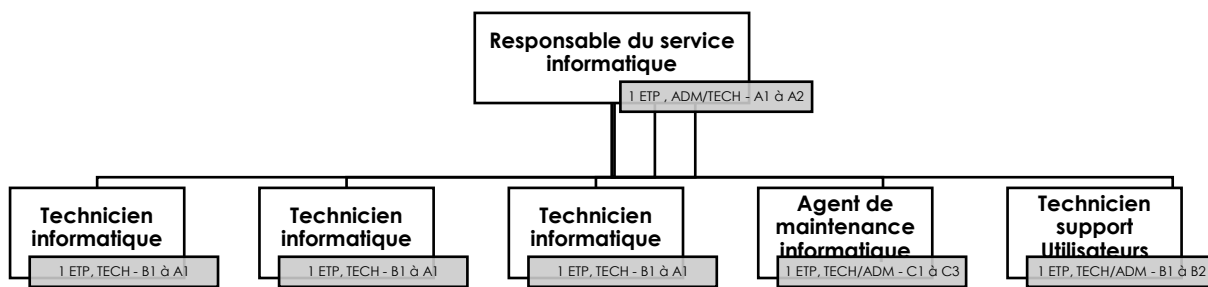 Responsable du service
informatique
1 ETP , ADM/TECH - A1 à A2
Technicien
informatique
1 ETP, TECH - B1 à A1
Technicien
informatique
1 ETP, TECH - B1 à A1
Technicien
informatique
1 ETP, TECH - B1 à A1
Agent de
maintenance
informatique
1 ETP, TECH/ADM - C1 à C3
Technicien
support
Utilisateurs
1 ETP, TECH/ADM - B1 à B2